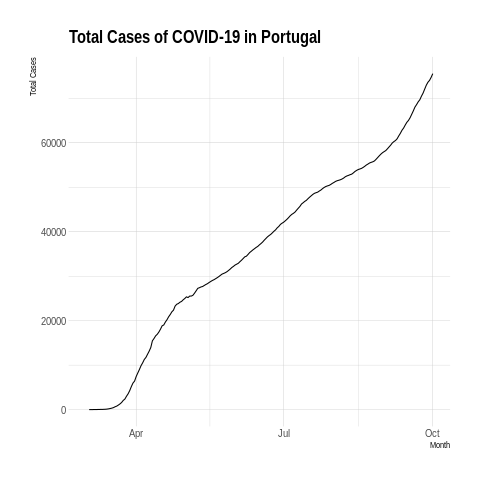 Total Cases of COVID-19 in Portugal
Total Cases
60000
40000
20000
0
Apr Jul Oct
Month